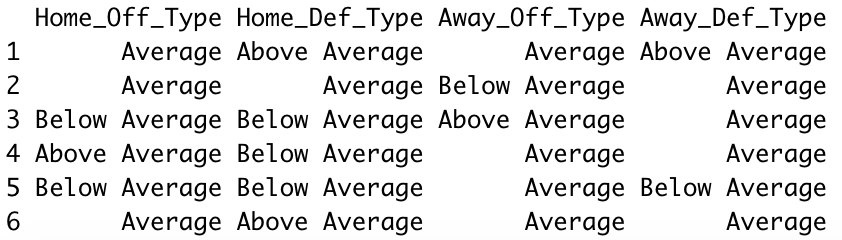 Home_Off_Type Home_Def_Type Away_Off_Type Away_Def_Type
1       Average Above Average       Average Above Average
2       Average       Average Below Average       Average
3 Below Average Below Average Above Average       Average
4 Above Average Below Average       Average       Average
5 Below Average Below Average       Average Below Average
6       Average Above Average       Average       Average